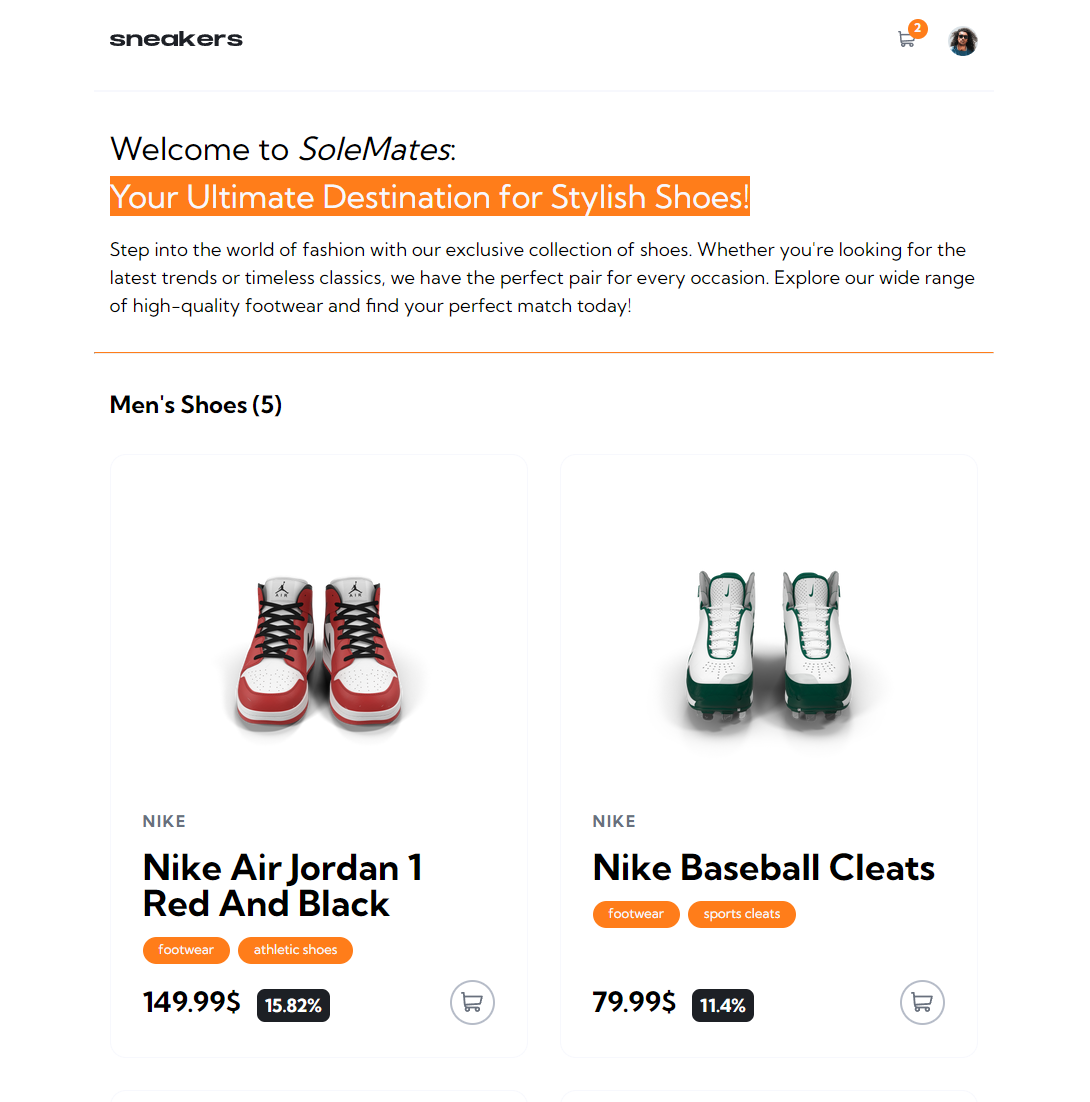 sneakers
2
Welcome to SoleMates:
Your Ultimate Destination for Stylish Shoes!
Step into the world of fashion with our exclusive collection of shoes. Whether you're looking for the
latest trends or timeless classics, we have the perfect pair for every occasion. Explore our wide range
of high-quality footwear and find your perfect match today!
Men's Shoes (5)
AIR
AIR
NIKE
Nike Air Jordan 1
Red And Black
footwear athletic shoes
149.99$ 15.82%
NIKE
Nike Baseball Cleats
footwear sports cleats
79.99$ 11.4%